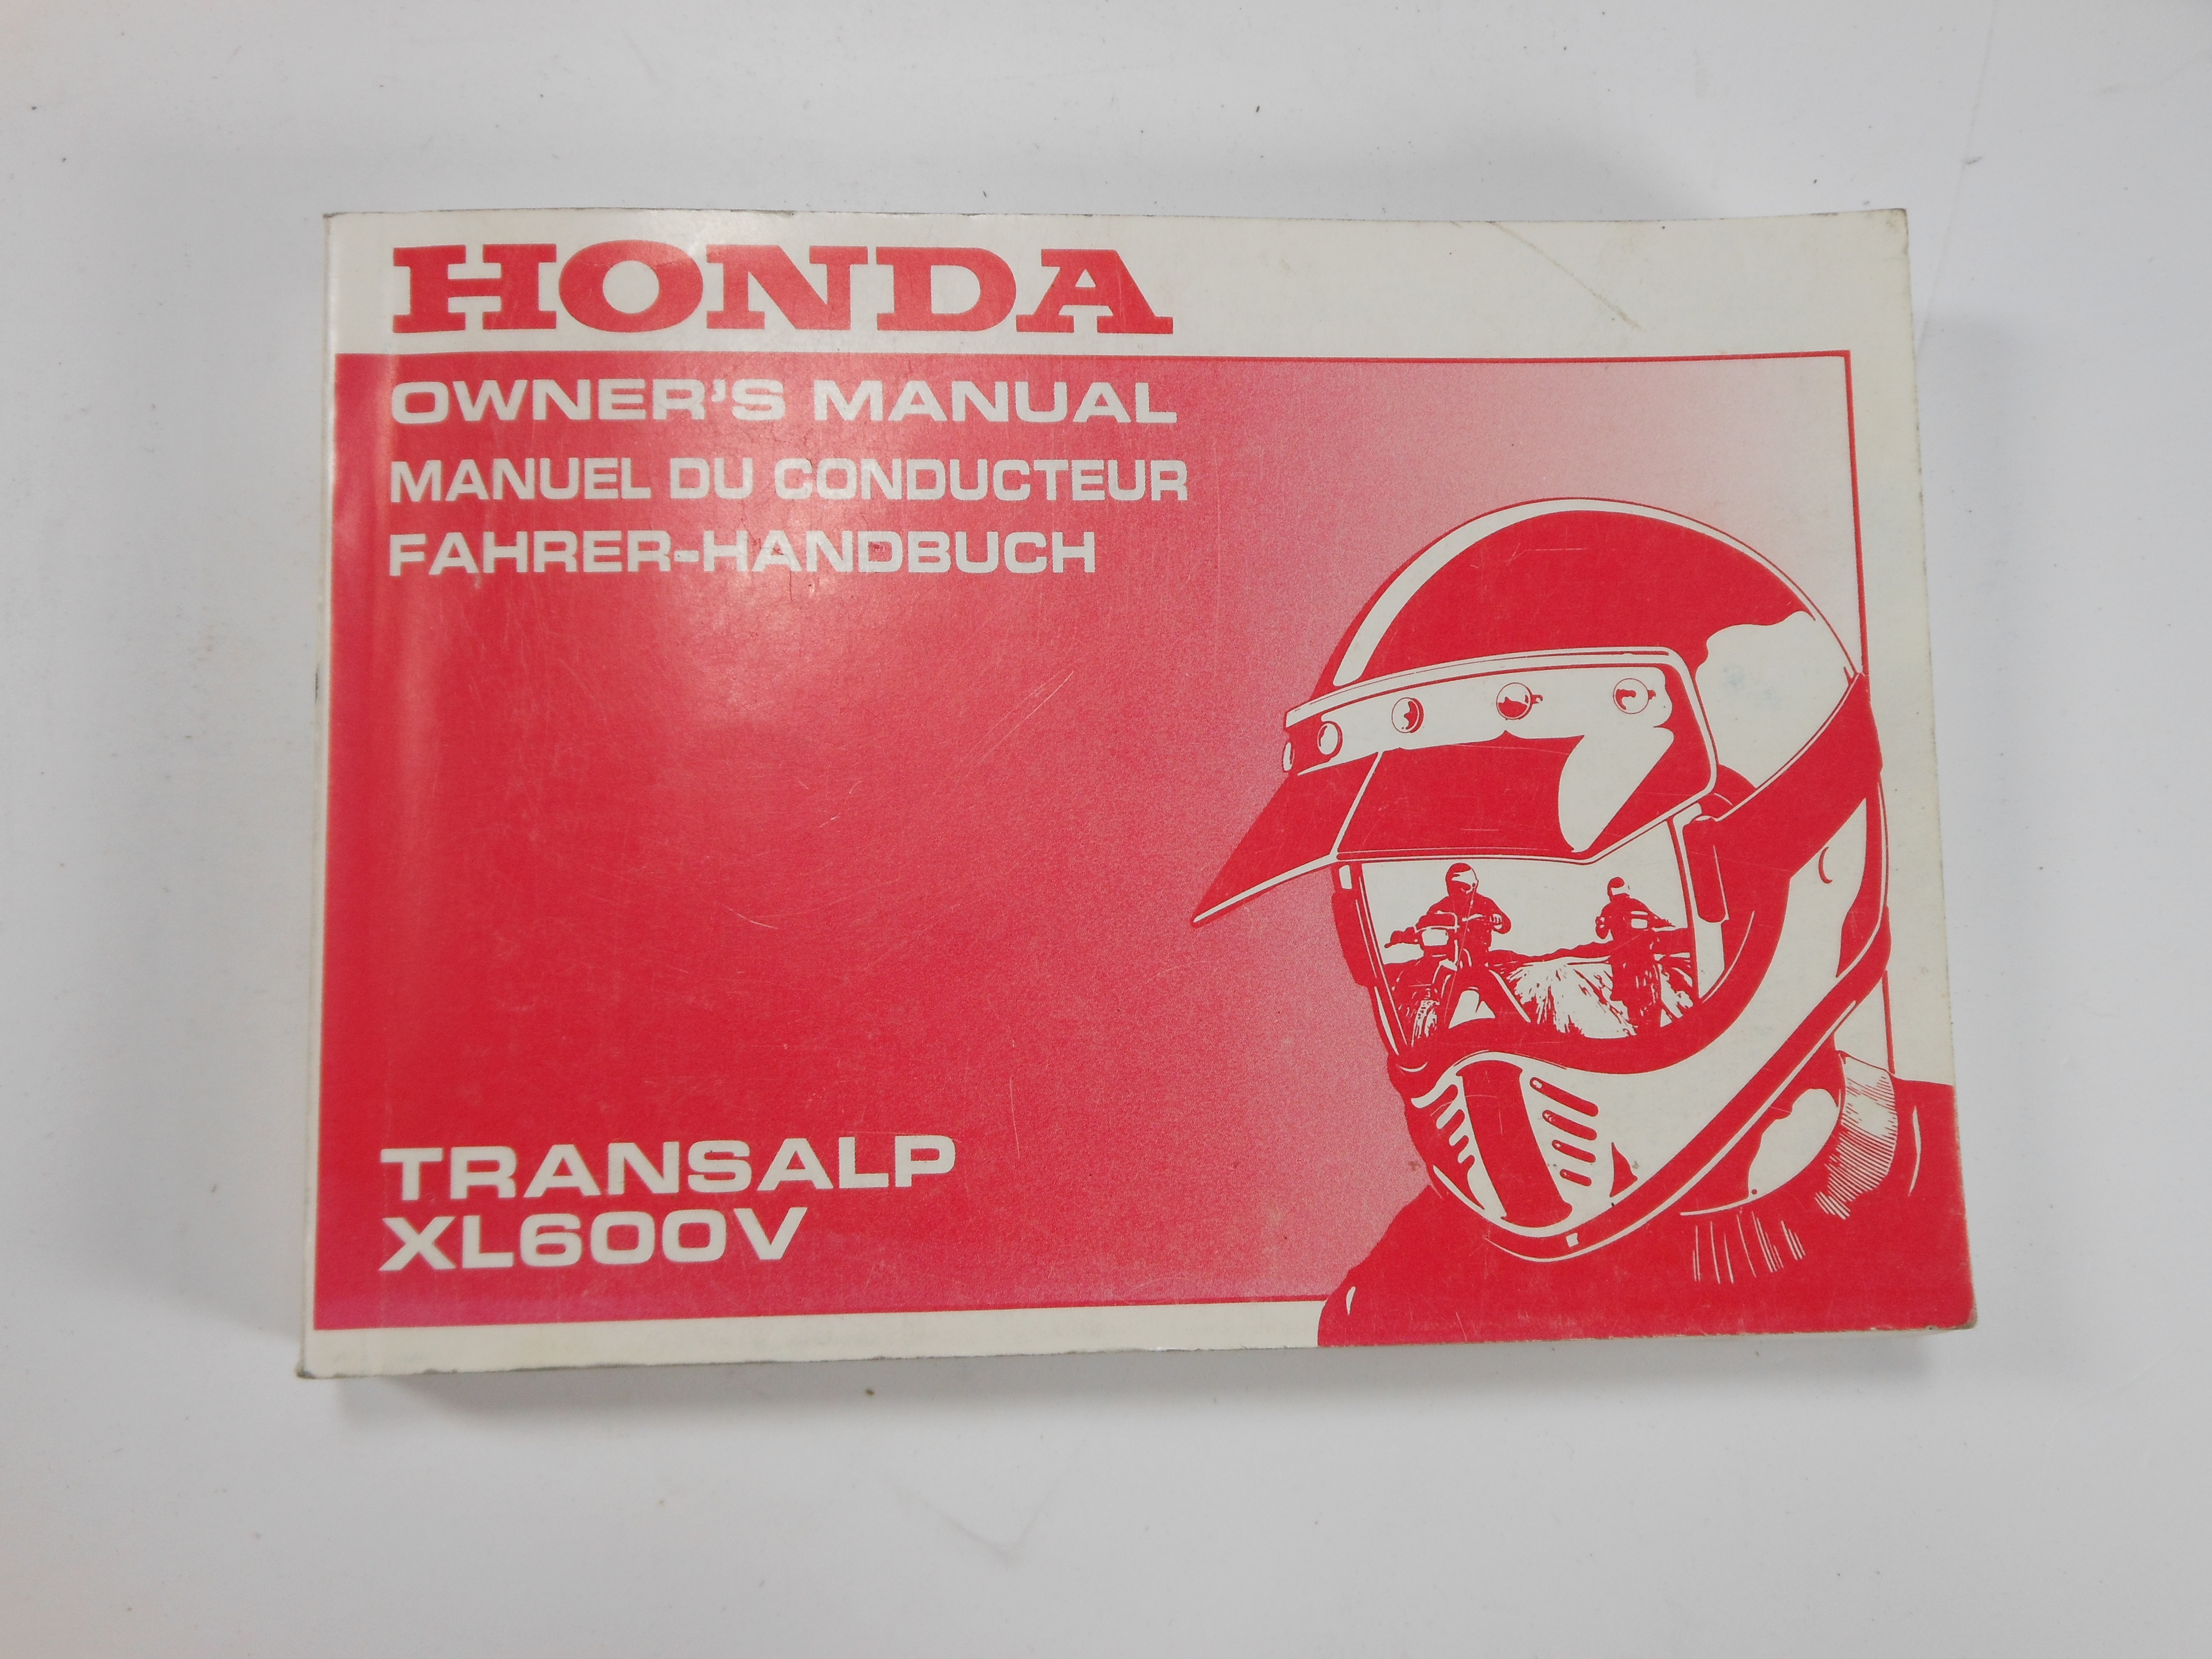 HONDA
OWNER'S MANUAL
MANUEL DU CONDUCTEUR
FAHRER-HANDBUCH
TRANSALP
XL600V